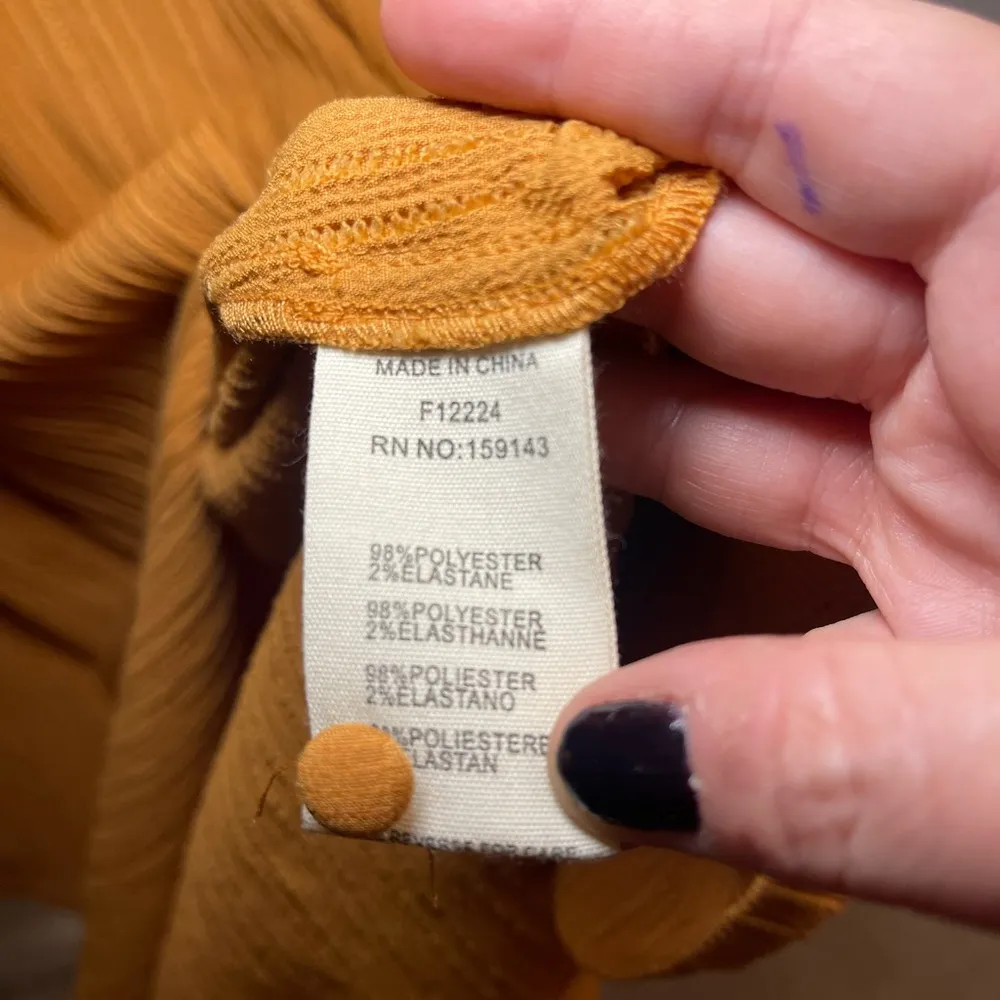 MADE IN CHINA
F12224
RN NO:159143
98%POLYESTER
2%ELASTANE
98%POLYESTER
2%ELASTHANNE
98%POLIESTER
2%ELASTANO
%POLIESTERE
LASTAN